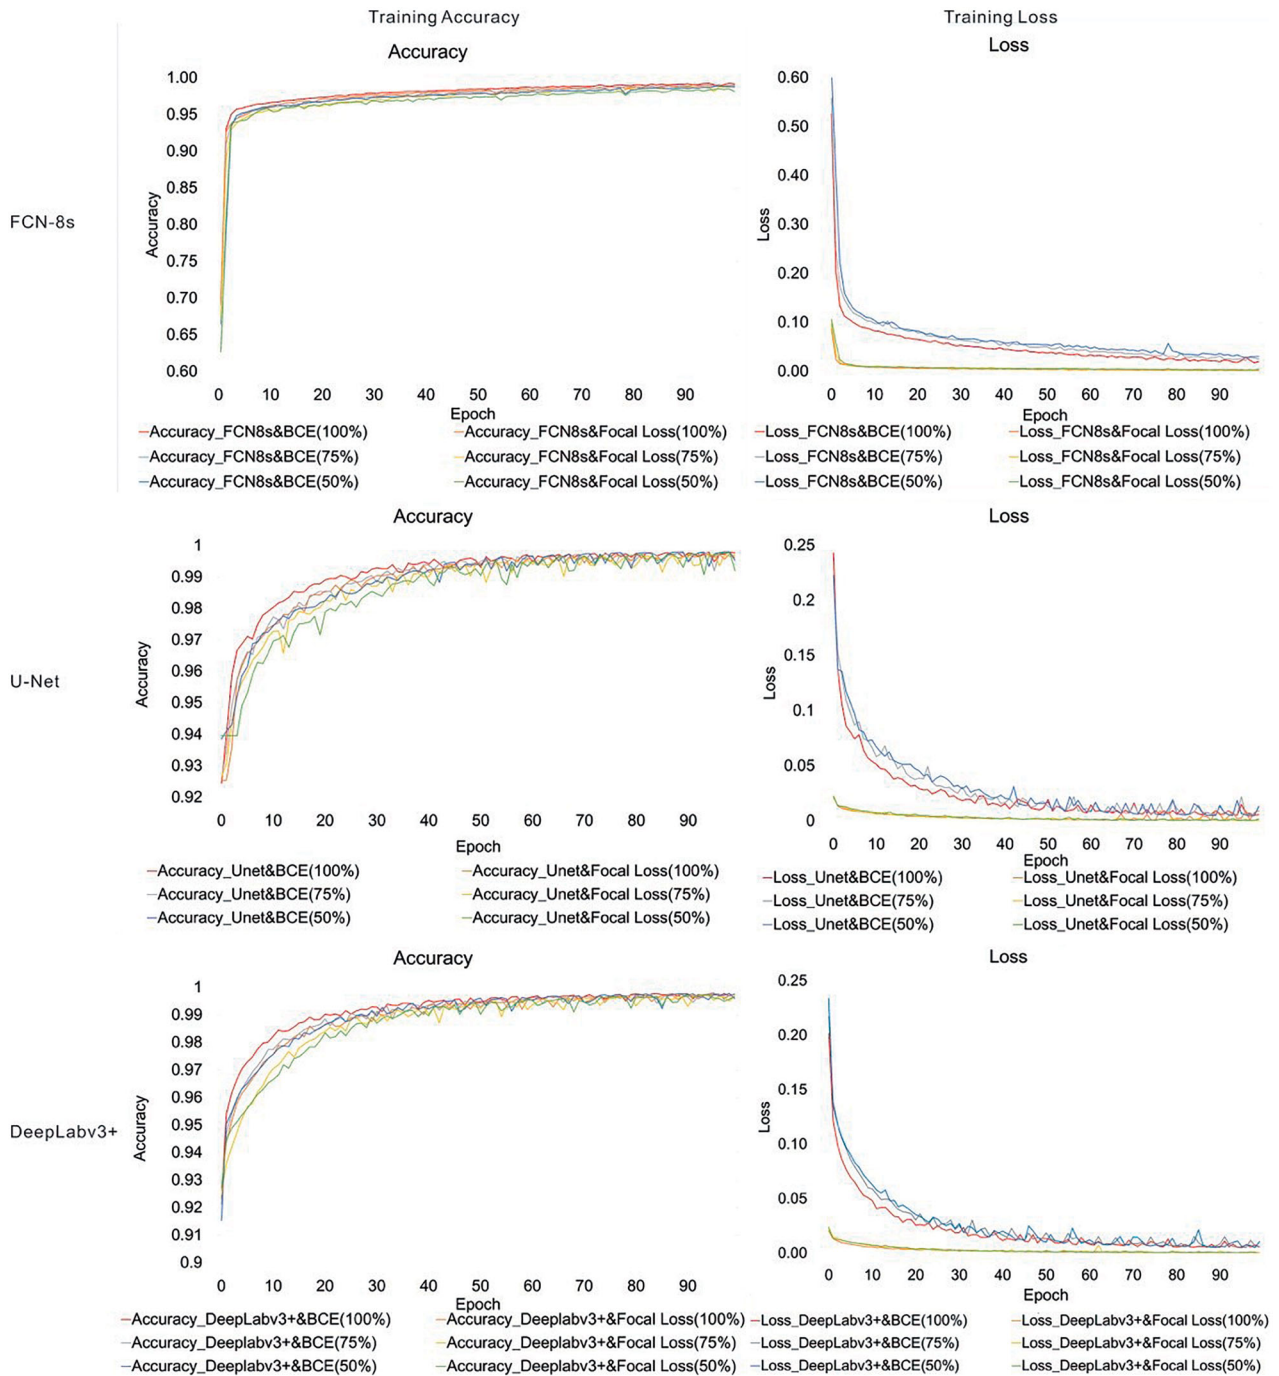 Training Accuracy
Training Loss
FCN-8s
Accuracy
1.00
0.95
0.90
0.85
0.80
0.75
0.70
0.65
0.60
Accuracy
0 10 20 30 40 50 60 70 80 90
Epoch
Accuracy_FCN8s&BCE(100%) Accuracy_FCN8s&Focal Loss(100%)
Accuracy_FCN8s&BCE(75%) Accuracy_FCN8s&Focal Loss(75%)
Accuracy_FCN8s&BCE(50%) Accuracy_FCN8s&Focal Loss(50%)
Loss
0.60
0.50
0.40
0.30
0.20
0.10
0.00
Loss
0 10 20 30 40 50 60 70 80 90
Epoch
Loss_FCN8s&BCE(100%) Loss_FCN8s&Focal Loss(100%)
Loss_FCN8s&BCE(75%) Loss_FCN8s&Focal Loss(75%)
Loss_FCN8s&BCE(50%) Loss_FCN8s&Focal Loss(50%)
U-Net
Accuracy
1
0.99
0.98
0.97
0.96
0.95
0.94
0.93
0.92
Accuracy
0 10 20 30 40 50 60 70 80 90
Epoch
Accuracy_Unet&BCE(100%) Accuracy_Unet&Focal Loss(100%)
Accuracy_Unet&BCE(75%) Accuracy_Unet&Focal Loss(75%)
Accuracy_Unet&BCE(50%) Accuracy_Unet&Focal Loss(50%)
Loss
0.25
0.2
0.15
0.1
0.05
0
Loss
0 10 20 30 40 50 60 70 80 90
Epoch
Loss_Unet&BCE(100%) Loss_Unet&Focal Loss(100%)
Loss_Unet&BCE(75%) Loss_Unet&Focal Loss(75%)
Loss_Unet&BCE(50%) Loss_Unet&Focal Loss(50%)
DeepLabv3+
Accuracy
1
0.99
0.98
0.97
0.96
0.95
0.94
0.93
0.92
0.91
0.9
Accuracy
0 10 20 30 40 50 60 70 80 90
Epoch
Accuracy_DeepLabv3+&BCE(100%) Accuracy_Deeplabv3+&Focal Loss(100%)
Accuracy_Deeplabv3+&BCE(75%) Accuracy_Deeplabv3+&Focal Loss(75%)
Accuracy_Deeplabv3+&BCE(50%) Accuracy_Deeplabv3+&Focal Loss(50%)
Loss
0.25
0.20
0.15
0.10
0.05
0.00
Loss
0 10 20 30 40 50 60 70 80 90
Epoch
Loss_DeepLabv3+&BCE(100%) Loss_DeepLabv3+&Focal Loss(100%)
Loss_DeepLabv3+&BCE(75%) Loss_DeepLabv3+&Focal Loss(75%)
Loss_DeepLabv3+&BCE(50%) Loss_DeepLabv3+&Focal Loss(50%)